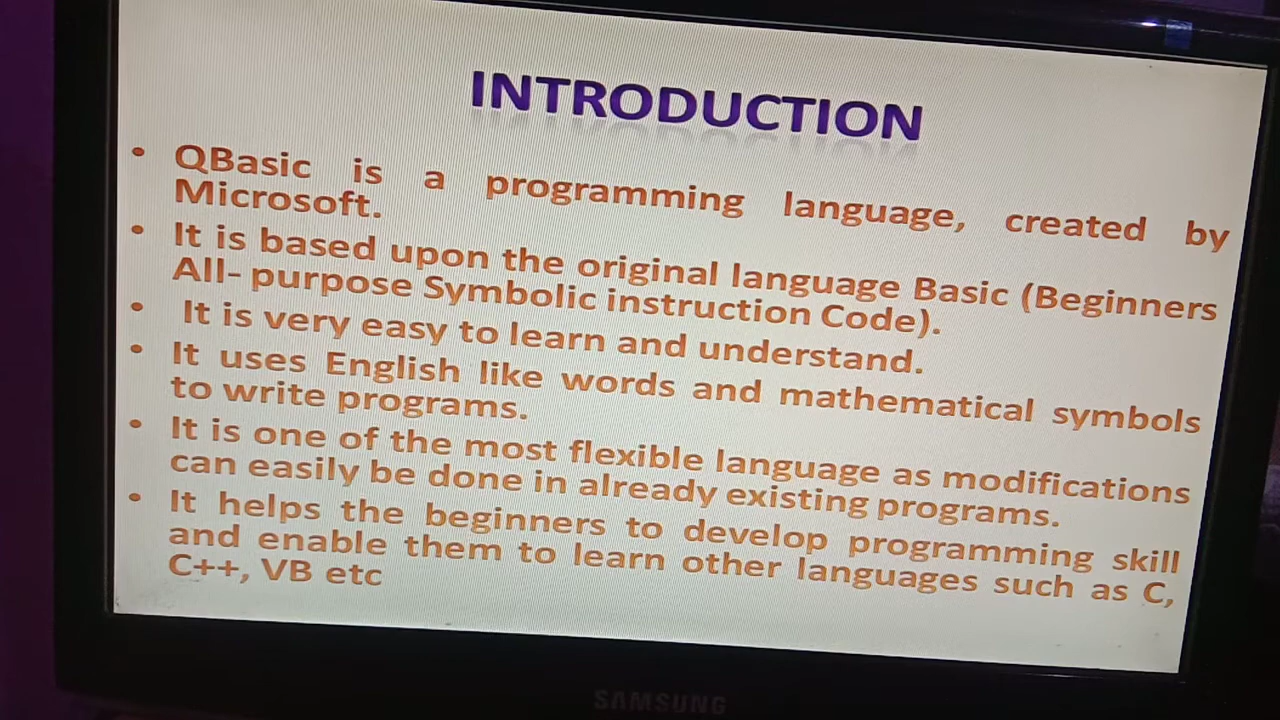 INTRODUCTION
• QBasic is a programming language, created by
Microsoft.
• It is based upon the original language Basic (Beginners
All- purpose Symbolic instruction Code).
• It is very easy to learn and understand.
• It uses English like words and mathematical symbols
to write programs.
• It is one of the most flexible language as modifications
can easily be done in already existing programs.
• It helps the beginners to develop programming skill
and enable them to learn other languages such as C,
C++, VB etc
SAMSUNG